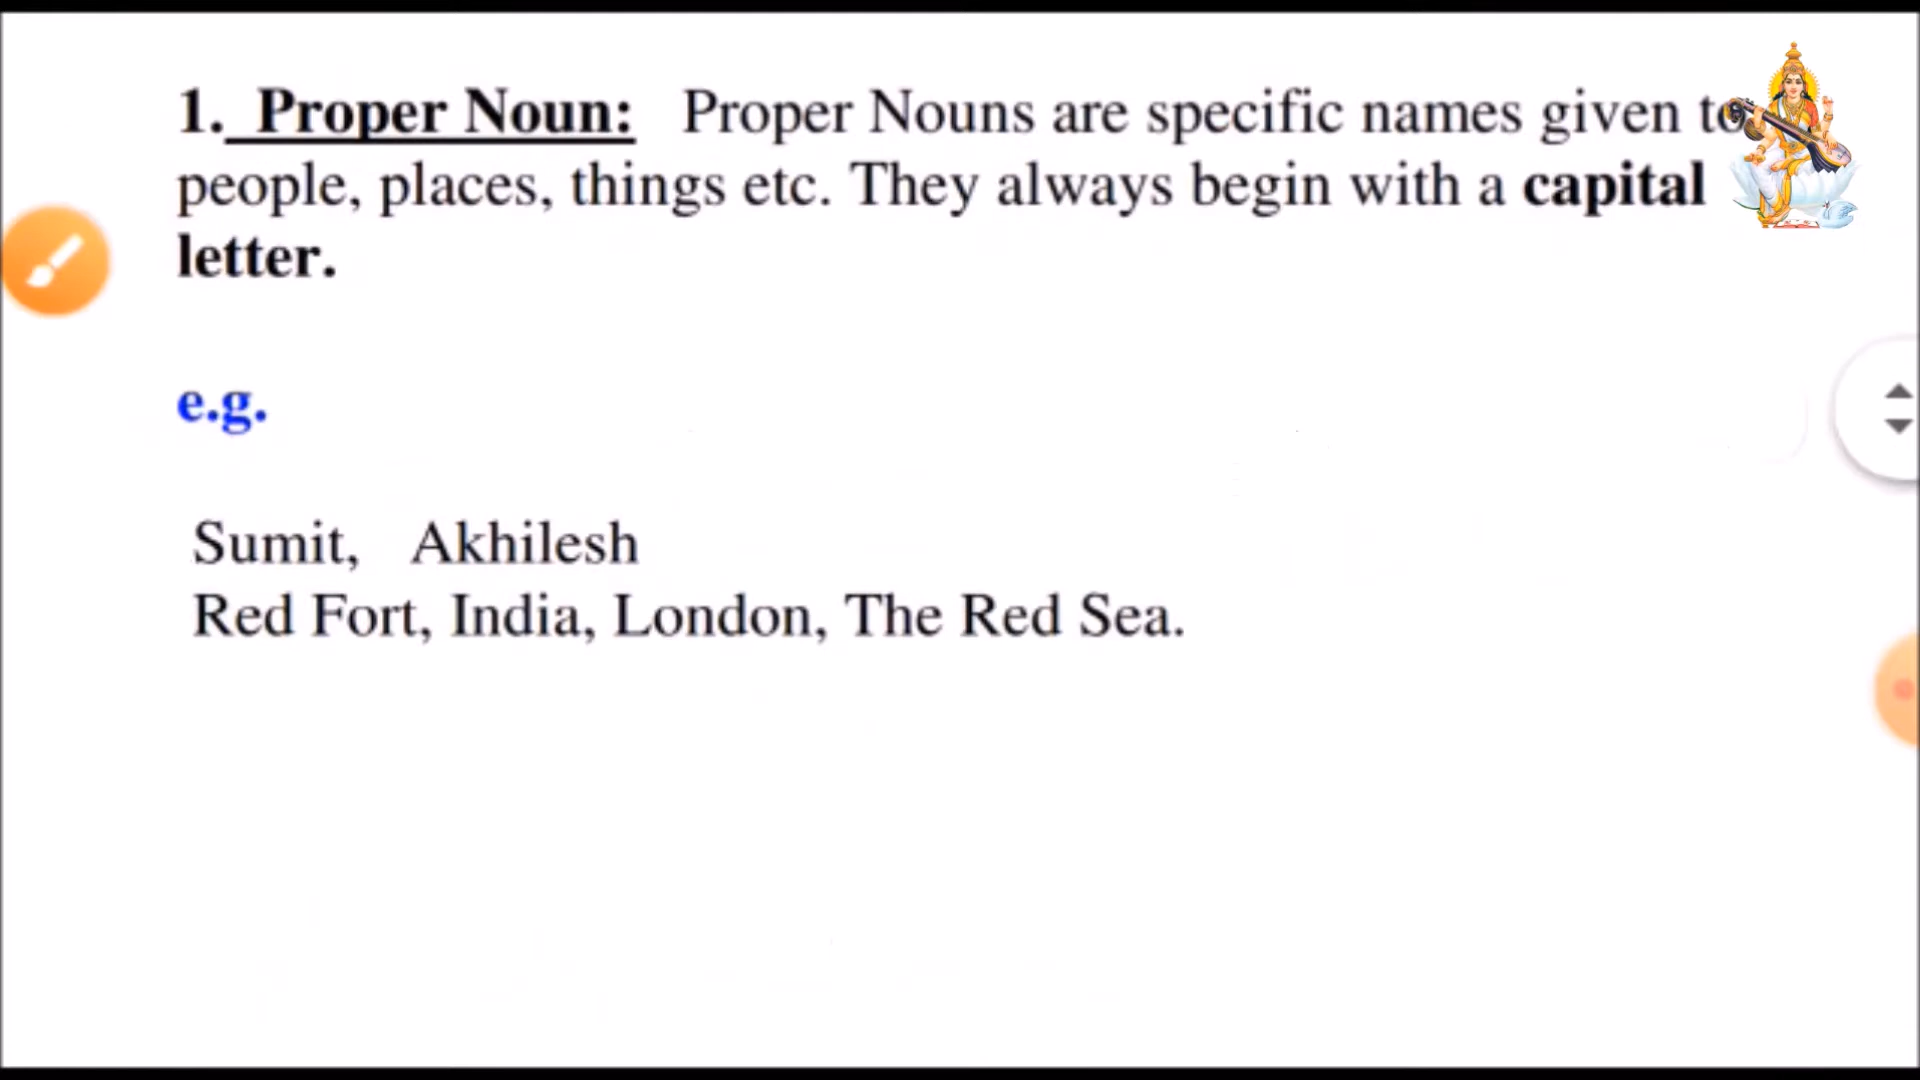 1. Proper Noun: Proper Nouns are specific names given to
people, places, things etc. They always begin with a capital
letter.
e.g.
Sumit, Akhilesh
Red Fort, India, London, The Red Sea.